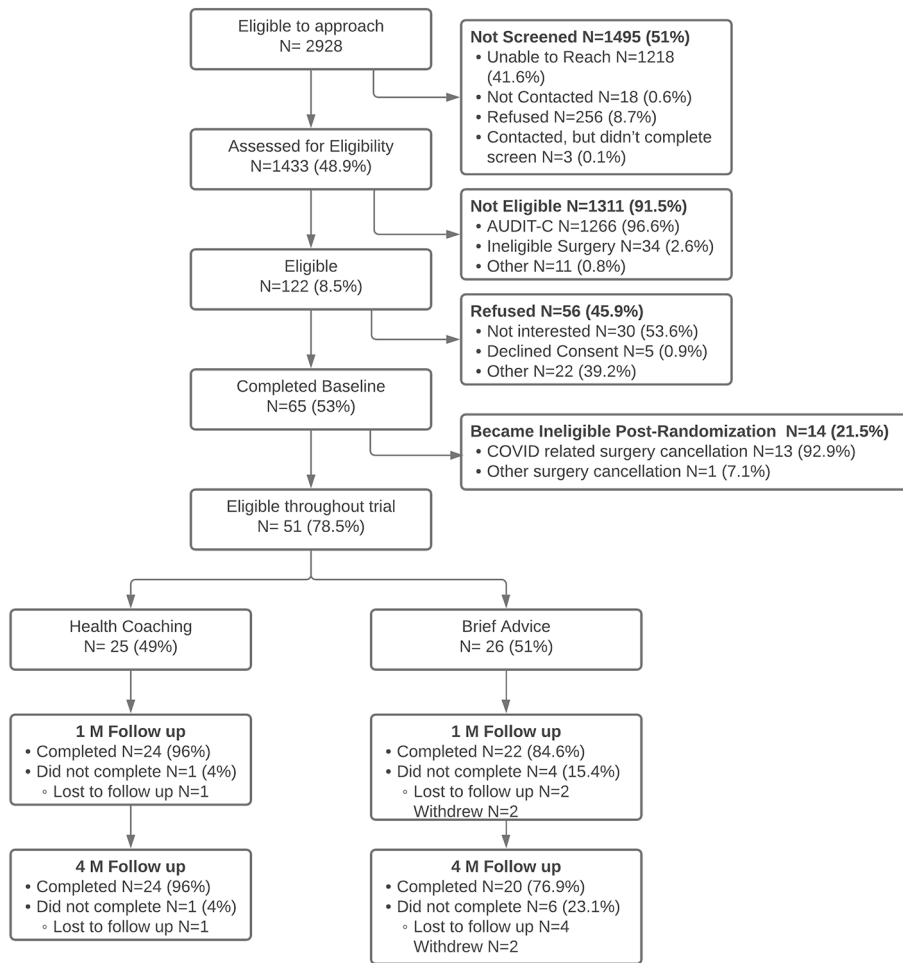 Eligible to approach
N= 2928
Not Screened N=1495 (51%)
• Unable to Reach N=1218
(41.6%)
• Not Contacted N=18 (0.6%)
• Refused N=256 (8.7%)
• Contacted, but didn't complete
screen N=3 (0.1%)
Assessed for Eligibility
N=1433 (48.9%)
Not Eligible N=1311 (91.5%)
• AUDIT-C N=1266 (96.6%)
• Ineligible Surgery N=34 (2.6%)
• Other N=11 (0.8%)
Eligible
N=122 (8.5%)
Refused N=56 (45.9%)
• Not interested N=30 (53.6%)
• Declined Consent N=5 (0.9%)
• Other N=22 (39.2%)
Completed Baseline
N=65 (53%)
Became Ineligible Post-Randomization N=14 (21.5%)
• COVID related surgery cancellation N=13 (92.9%)
• Other surgery cancellation N=1 (7.1%)
Eligible throughout trial
N= 51 (78.5%)
Health Coaching
N= 25 (49%)
Brief Advice
N= 26 (51%)
1 M Follow up
• Completed N=24 (96%)
• Did not complete N=1 (4%)
◦ Lost to follow up N=1
1 M Follow up
• Completed N=22 (84.6%)
• Did not complete N=4 (15.4%)
◦ Lost to follow up N=2
Withdrew N=2
4 M Follow up
• Completed N=24 (96%)
• Did not complete N=1 (4%)
◦ Lost to follow up N=1
4 M Follow up
• Completed N=20 (76.9%)
• Did not complete N=6 (23.1%)
◦ Lost to follow up N=4
Withdrew N=2